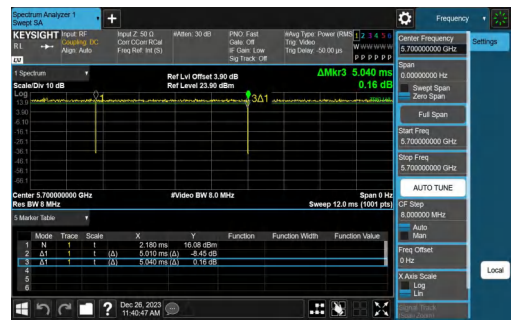 Spectrum Analyzer 1
Swept SA
+
Frequency
KEYSIGHT
Input: RF
Coupling: DC
Align: Auto
Input Z: 50 Ω
Corr CCorr RCal
Freq Ref: Int (S)
#Atten: 30 dB
PNO: Fast
Gate: Off
IF Gain: Low
Sig Track: Off
#Avg Type: Power (RMS
Trig: Video
Trig Delay: -50.00 µs
1 2 3 4 5 6
W W W W W W
P P P P P P
RL
LV
Center Frequency
5.700000000 GHz
Settings
Span
0.00000000 Hz
Swept Span
Zero Span
Full Span
Start Freq
5.700000000 GHz
Stop Freq
5.700000000 GHz
AUTO TUNE
CF Step
8.000000 MHz
Auto
Man
Freq Offset
0 Hz
X Axis Scale
Log
Lin
Signal Track
Local
1 Spectrum
Scale/Div 10 dB
Ref Lvl Offset 3.90 dB
Ref Level 23.90 dBm
ΔMkr3 5.040 ms
0.16 dB
Log
13.9
3.90
-6.10
-16.1
-26.1
-36.1
-46.1
-56.1
-66.1
3Δ1
Center 5.700000000 GHz
Res BW 8 MHz
#Video BW 8.0 MHz
Span 0 Hz
Sweep 12.0 ms (1001 pts)
5 Marker Table
Mode Trace Scale X Y Function Function Width Function Value
1 N 1 t 2.180 ms 16.08 dBm
2 Δ1 1 t (Δ) 5.010 ms (Δ) -8.45 dB
3 Δ1 1 t (Δ) 5.040 ms (Δ) 0.16 dB
4
5
6
?
Dec 26, 2023
11:40:47 AM